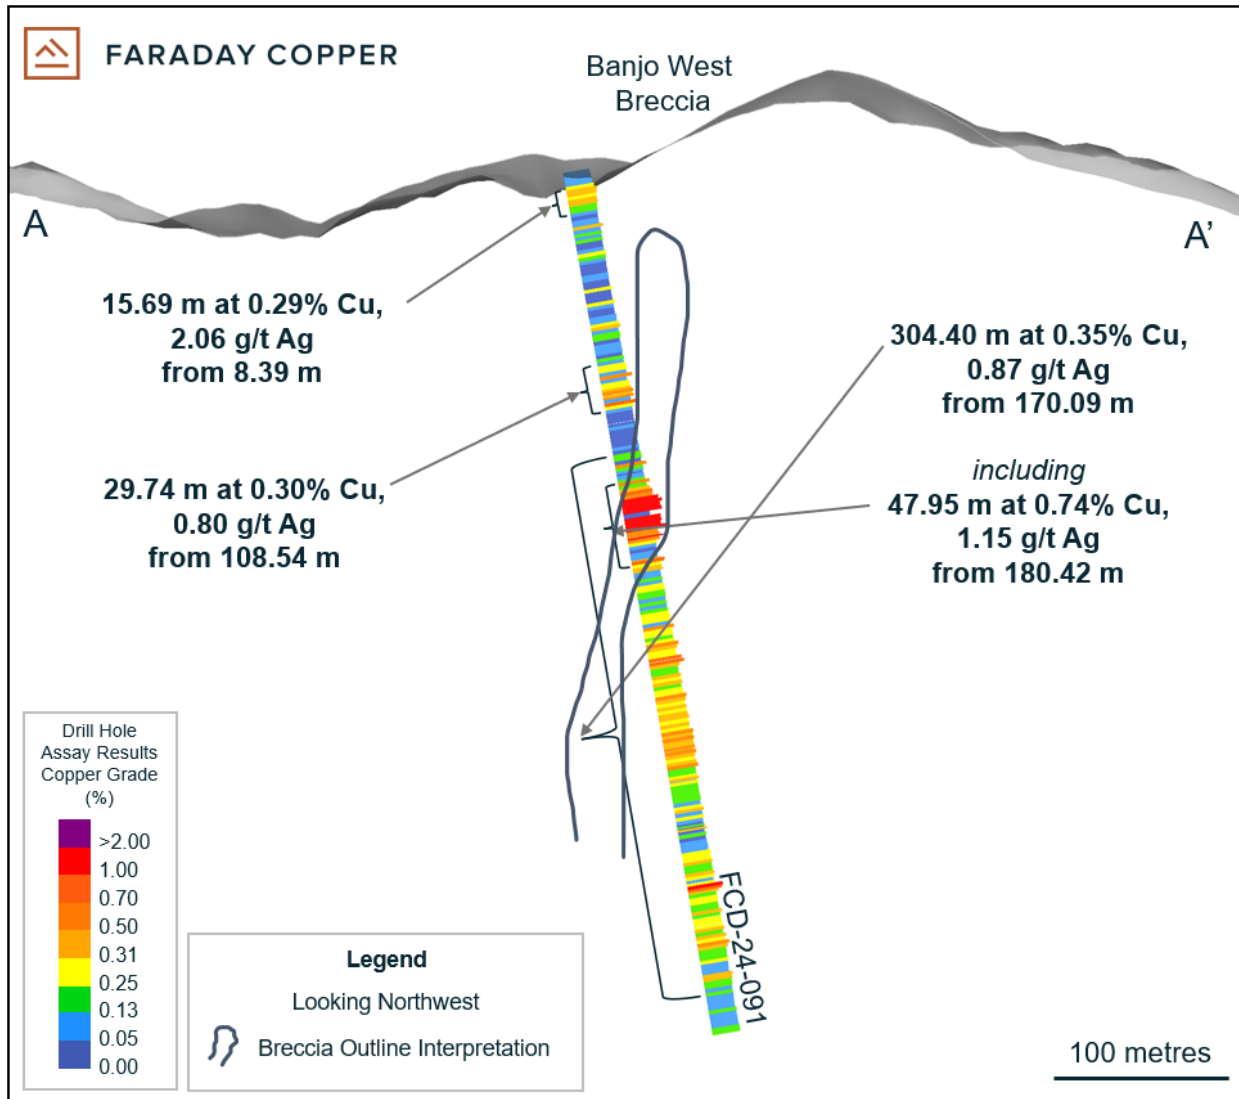 FARADAY COPPER
Banjo West
Breccia
A
A'
15.69 m at 0.29% Cu,
2.06 g/t Ag
from 8.39 m
304.40 m at 0.35% Cu,
0.87 g/t Ag
from 170.09 m
including
47.95 m at 0.74% Cu,
1.15 g/t Ag
from 180.42 m
29.74 m at 0.30% Cu,
0.80 g/t Ag
from 108.54 m
Drill Hole
Assay Results
Copper Grade
(%)
>2.00
1.00
0.70
0.50
0.31
0.25
0.13
0.05
0.00
FCD-24-091
Legend
Looking Northwest
Breccia Outline Interpretation
100 metres